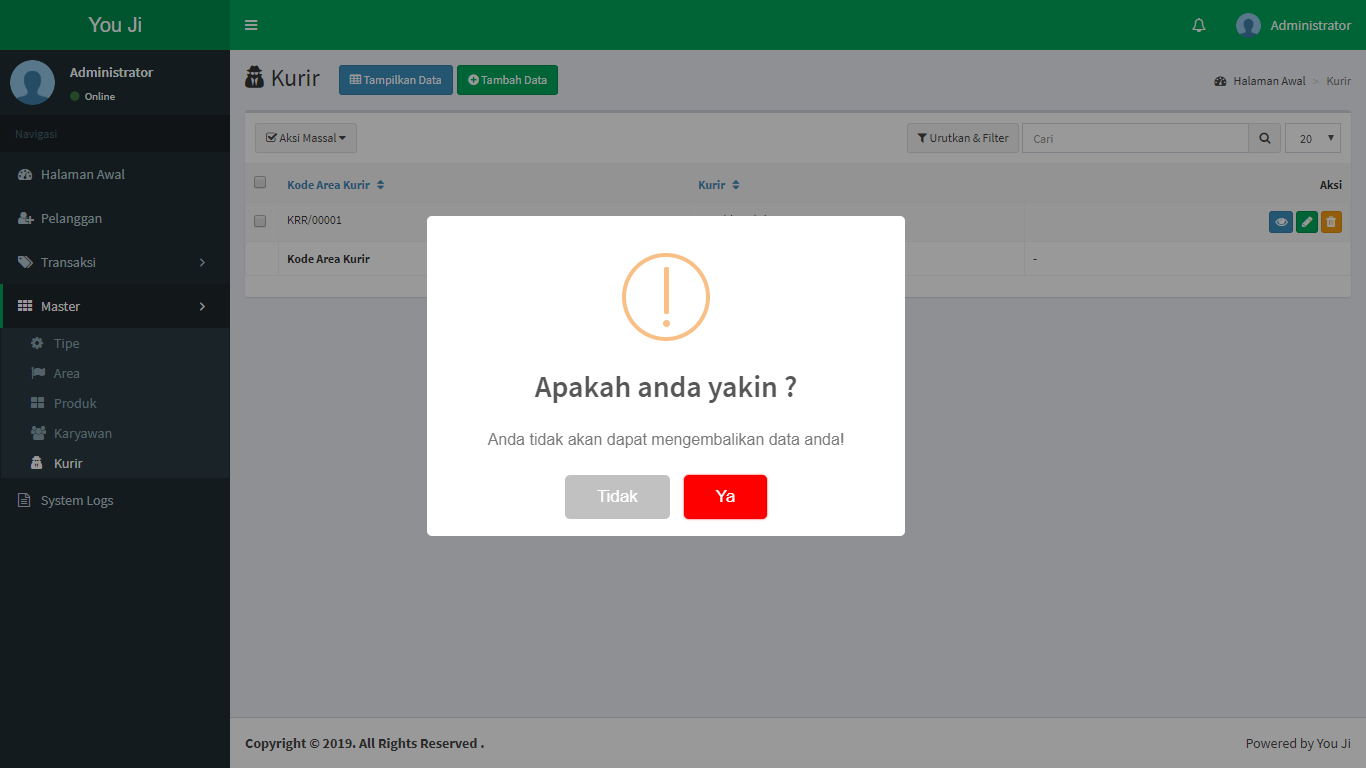 You Ji
Administrator
Administrator
Online
Navigasi
Halaman Awal
Pelanggan
Transaksi
Master
Tipe
Area
Produk
Karyawan
Kurir
System Logs
Kurir
Tampilkan Data
Tambah Data
Halaman Awal > Kurir
Aksi Massal
Urutkan & Filter
Cari
20
Kode Area Kurir
Kurir
Aksi
KRR/00001
Kode Area Kurir
-
Apakah anda yakin ?
Anda tidak akan dapat mengembalikan data anda!
Tidak
Ya
Copyright © 2019. All Rights Reserved .
Powered by You Ji